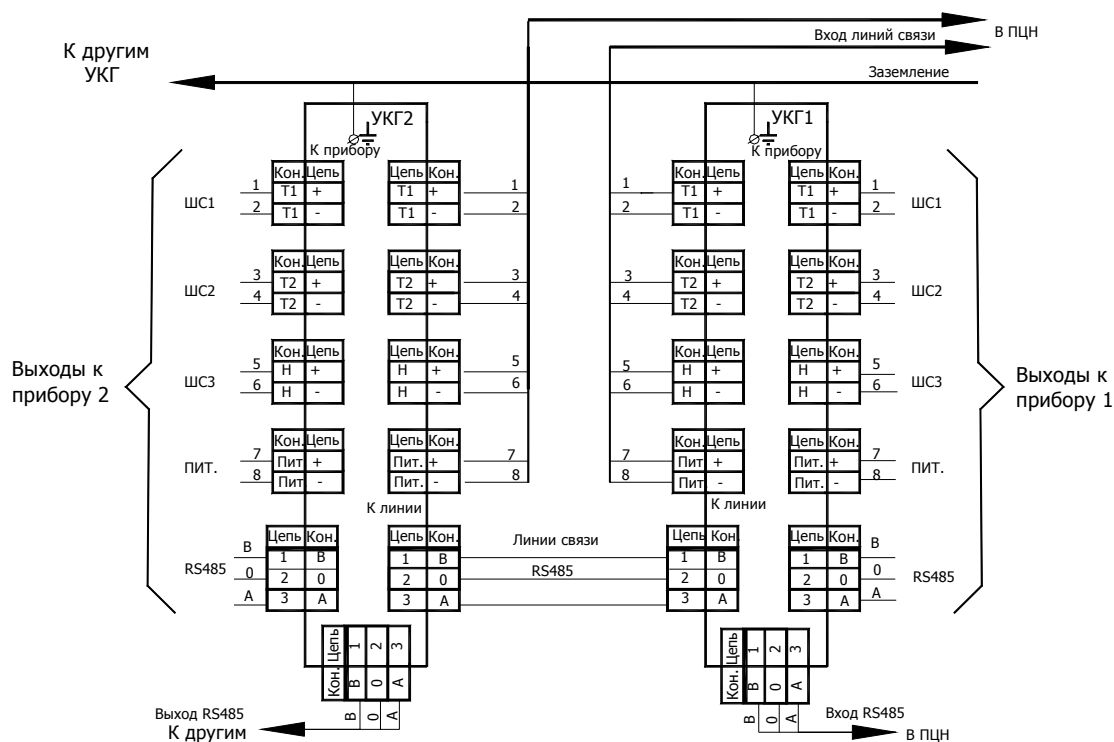 В ПЦН
Вход линий связи
К другим
УКГ
Заземление
УКГ2
К прибору
УКГ1
К прибору
Выходы к
прибору 2
ШС1
1
2
Кон. Цепь
Т1 +
Т1 -
Цепь Кон.
Т1 +
Т1 -
1
2
1
2
Кон. Цепь
Т1 +
Т1 -
Цепь Кон.
Т1 +
Т1 -
1
2
ШС1
ШС2
3
4
Кон. Цепь
Т2 +
Т2 -
Цепь Кон.
Т2 +
Т2 -
3
4
3
4
Кон. Цепь
Т2 +
Т2 -
Цепь Кон.
Т2 +
Т2 -
3
4
ШС2
ШС3
5
6
Кон. Цепь
Н +
Н -
Цепь Кон.
Н +
Н -
5
6
5
6
Кон. Цепь
Н +
Н -
Цепь Кон.
Н +
Н -
5
6
ШС3
Выходы к
прибору 1
ПИТ.
7
8
Кон. Цепь
Пит +
Пит -
Цепь Кон.
Пит. +
Пит. -
7
8
7
8
Кон. Цепь
Пит +
Пит -
Цепь Кон.
Пит. +
Пит. -
7
8
ПИТ.
К линии
К линии
RS485
В
0
А
Цепь Кон.
1 В
2 0
3 А
Цепь Кон.
1 В
2 0
3 А
Линии связи
RS485
Цепь Кон.
1 В
2 0
3 А
Цепь Кон.
1 В
2 0
3 А
В
0
А
RS485
Цепь 1 2 3
Кон. В 0 А
В 0 А
Выход RS485
К другим
Цепь 1 2 3
Кон. В 0 А
В 0 А
Вход RS485
В ПЦН